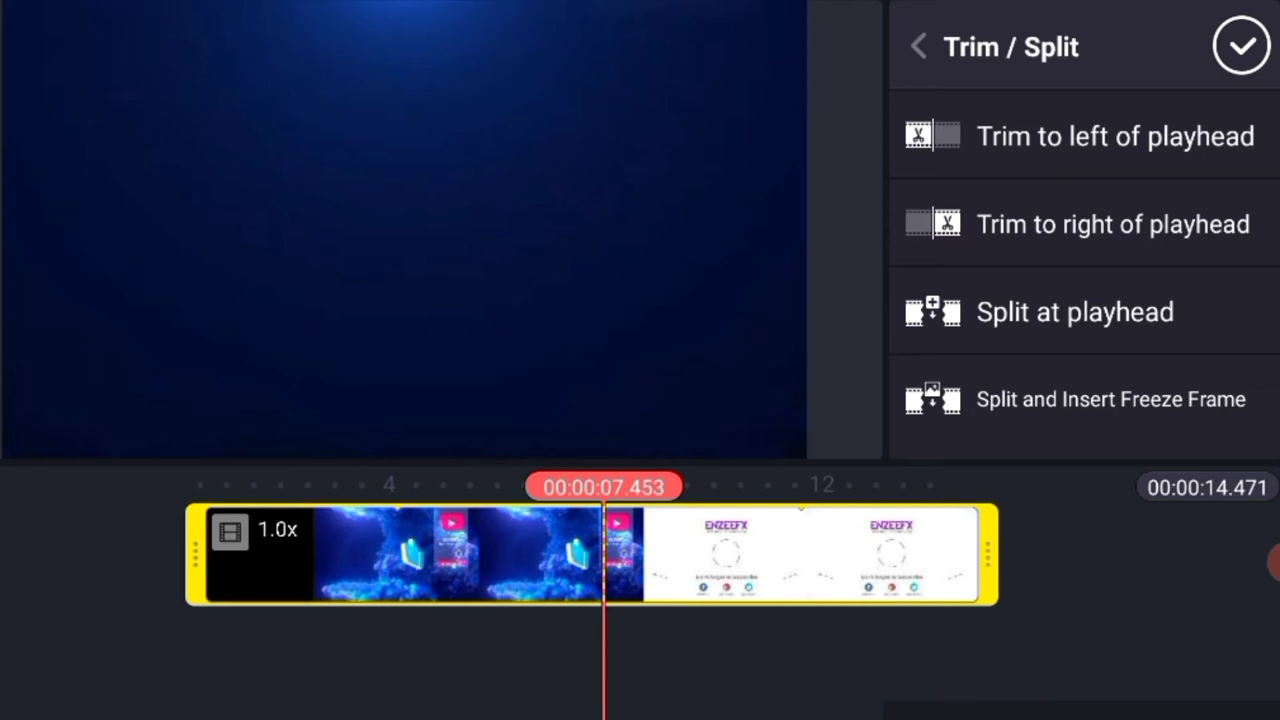 Trim / Split
Trim to left of playhead
Trim to right of playhead
Split at playhead
Split and Insert Freeze Frame
4
00:00:07.453
12
00:00:14.471
1.0x
ENZEEFX
ENZEEFX